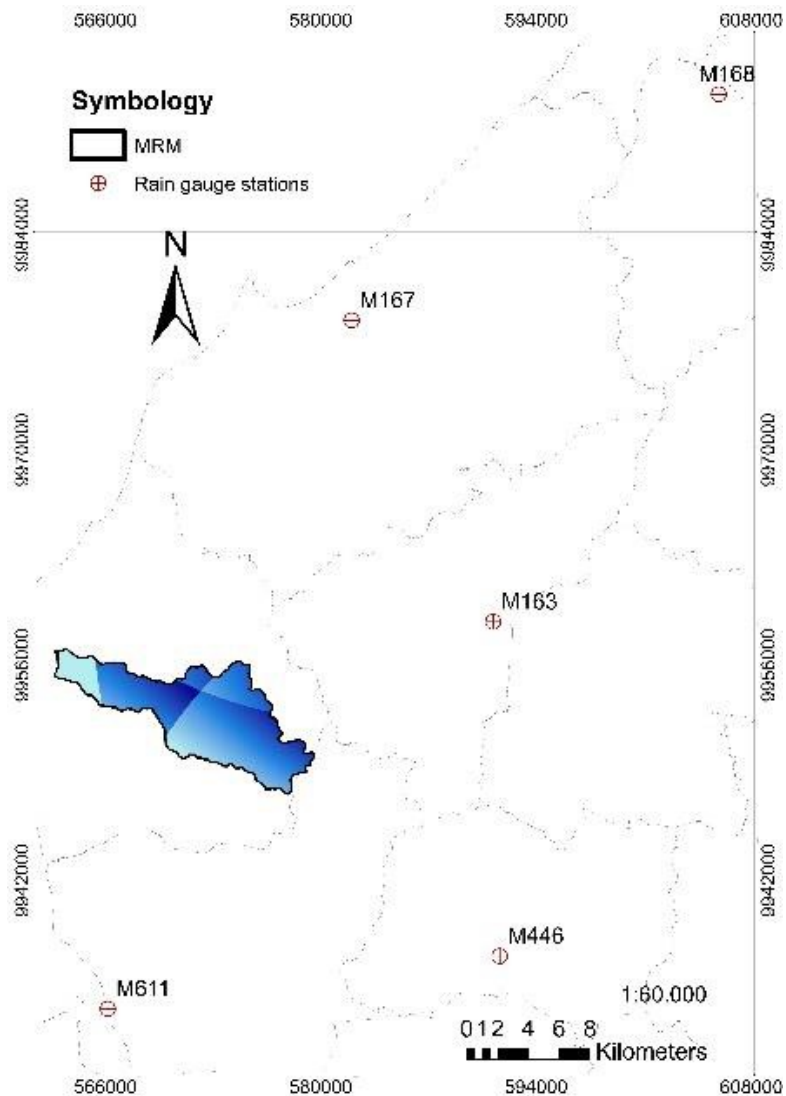 566000 580000 594000 608000
M168
Symbology
MRM
Rain gauge stations
9984000 9984000
N
M167
9970000 9970000
M163
9956000 9956000
9942000 9942000
M446
M611
1:60.000
0 1 2 4 6 8
Kilometers
566000 580000 594000 608000